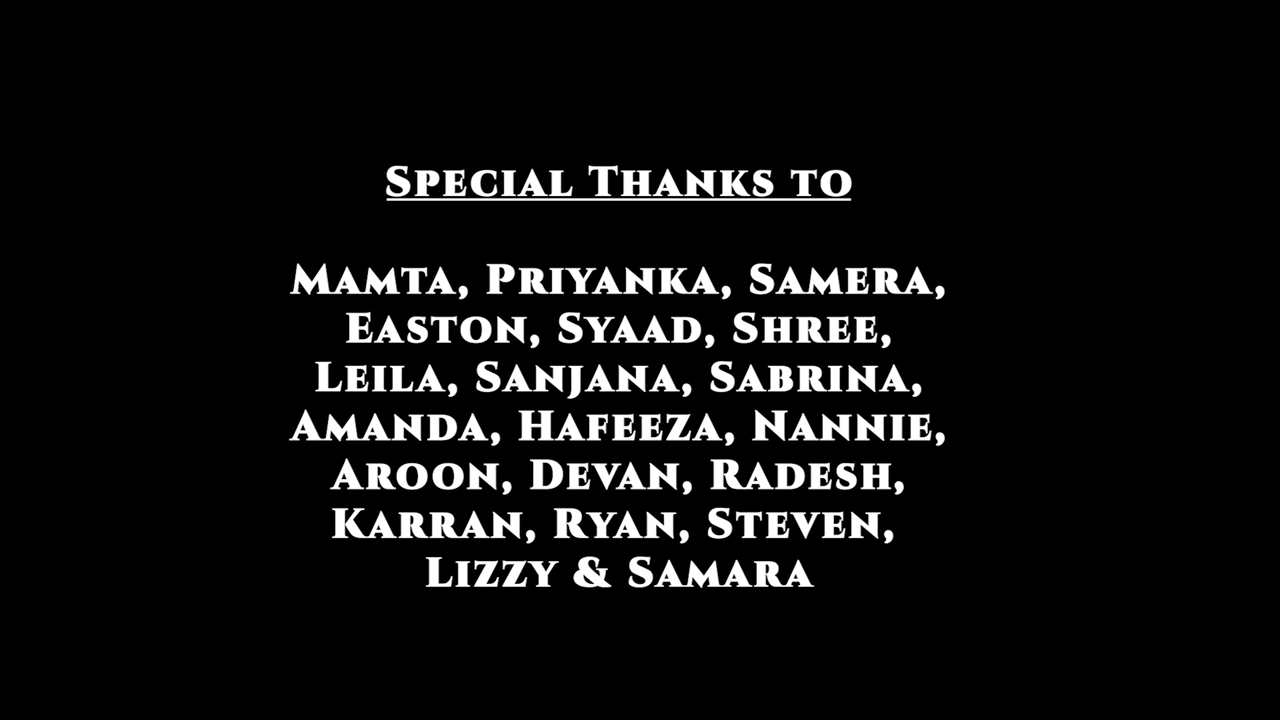 Special Thanks to
Mamta, Priyanka, Samera,
Easton, Syaad, Shree,
Leila, Sanjana, Sabrina,
Amanda, Hafeeza, Nannie,
Aroon, Devan, Radesh,
Karran, Ryan, Steven,
Lizzy & Samara